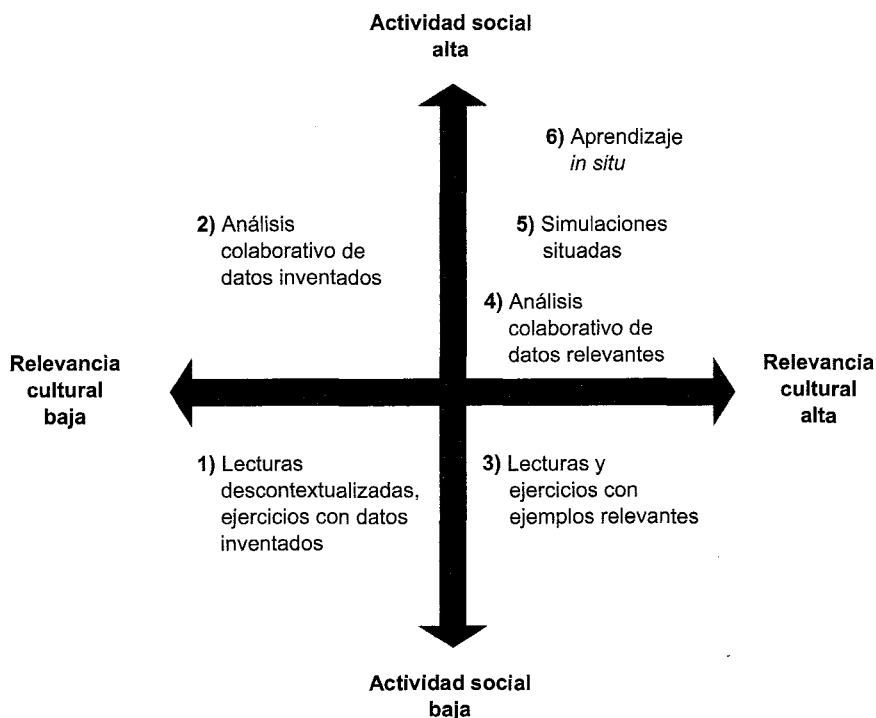 Actividad social
alta
6) Aprendizaje
in situ
2) Análisis
colaborativo de
datos inventados
5) Simulaciones
situadas
4) Análisis
colaborativo de
datos relevantes
Relevancia
cultural
baja
Relevancia
cultural
alta
1) Lecturas
descontextualizadas,
ejercicios con datos
inventados
3) Lecturas y
ejercicios con
ejemplos relevantes
Actividad social
baja